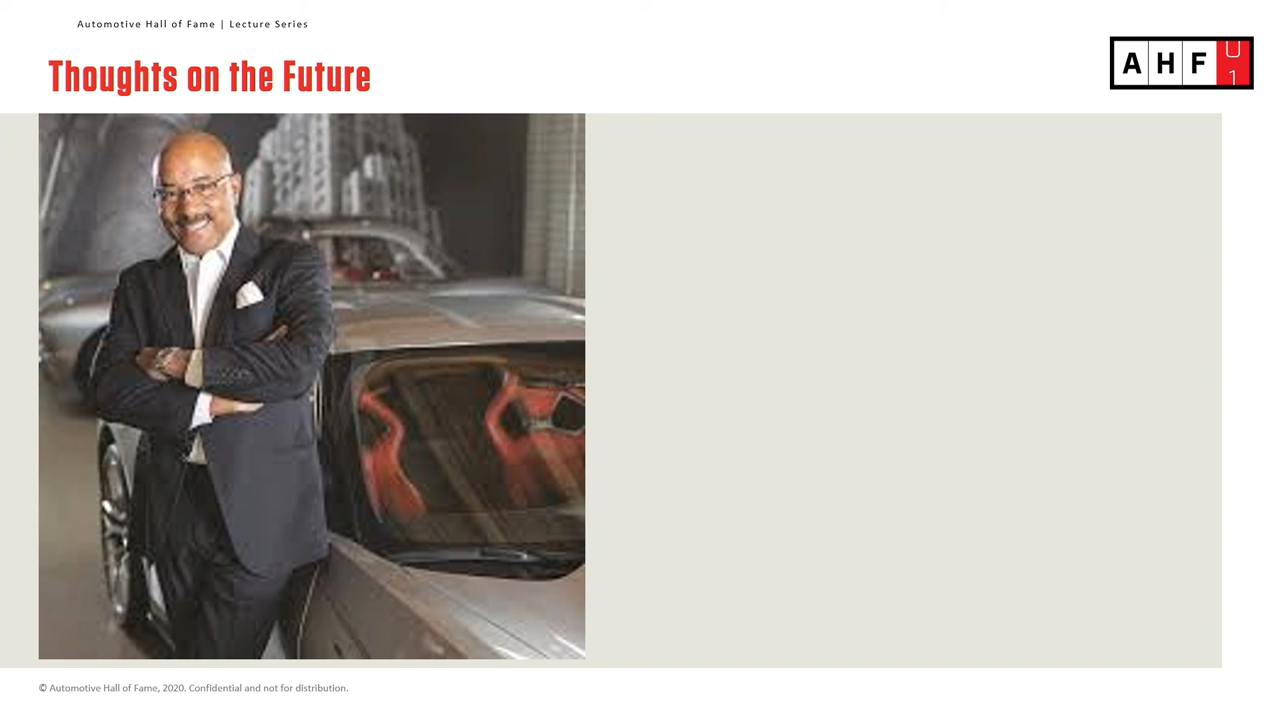 Automotive Hall of Fame | Lecture Series
Thoughts on the Future
A H F U
1
© Automotive Hall of Fame, 2020. Confidential and not for distribution.